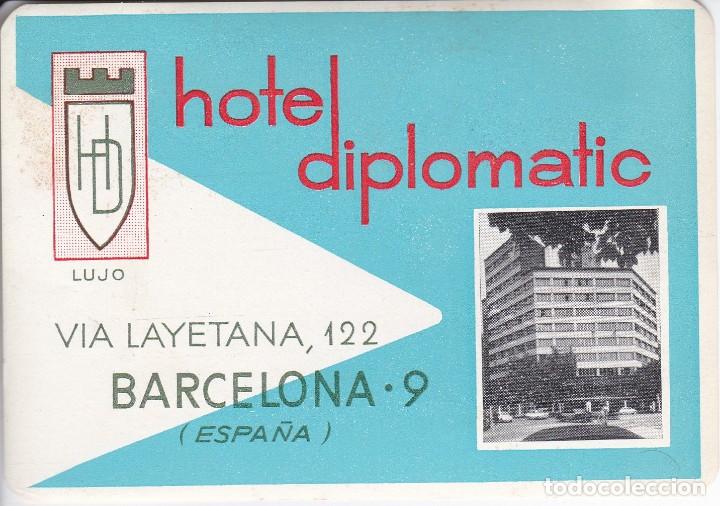 hotel
diplomatic
HD
LUJO
VIA LAYETANA, 122
BARCELONA · 9
(ESPAÑA)
todocoleccion